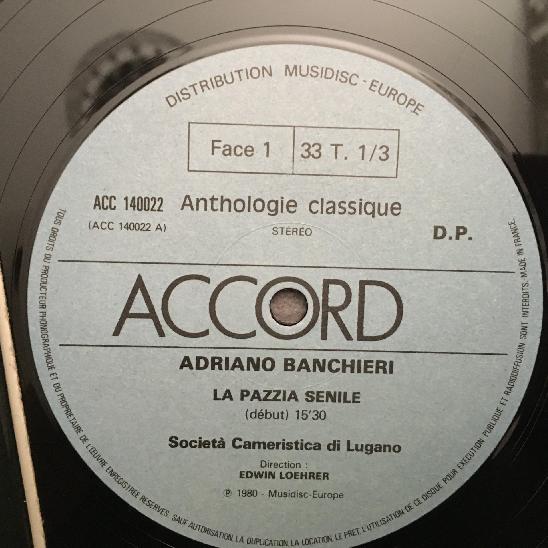 DISTRIBUTION MUSIDISC - EUROPE
Face 1 33 T. 1/3
ACC 140022 Anthologie classique
(ACC 140022 A) STÉRÉO D.P.
ACCORD
ADRIANO BANCHIERI
LA PAZZIA SENILE
(début) 15'30
Società Cameristica di Lugano
Direction :
EDWIN LOEHRER
℗ 1980 - Musidisc-Europe
TOUS DROITS DU PRODUCTEUR PHONOGRAPHIQUE ET DU PROPRIETAIRE DE L'ŒUVRE ENREGISTREE RESERVES. SAUF AUTORISATION, LA DUPLICATION, LA LOCATION, LE PRET, L'UTILISATION DE CE DISQUE POUR EXECUTION PUBLIQUE ET RADIODIFFUSION SONT INTERDITS. MADE IN FRANCE.